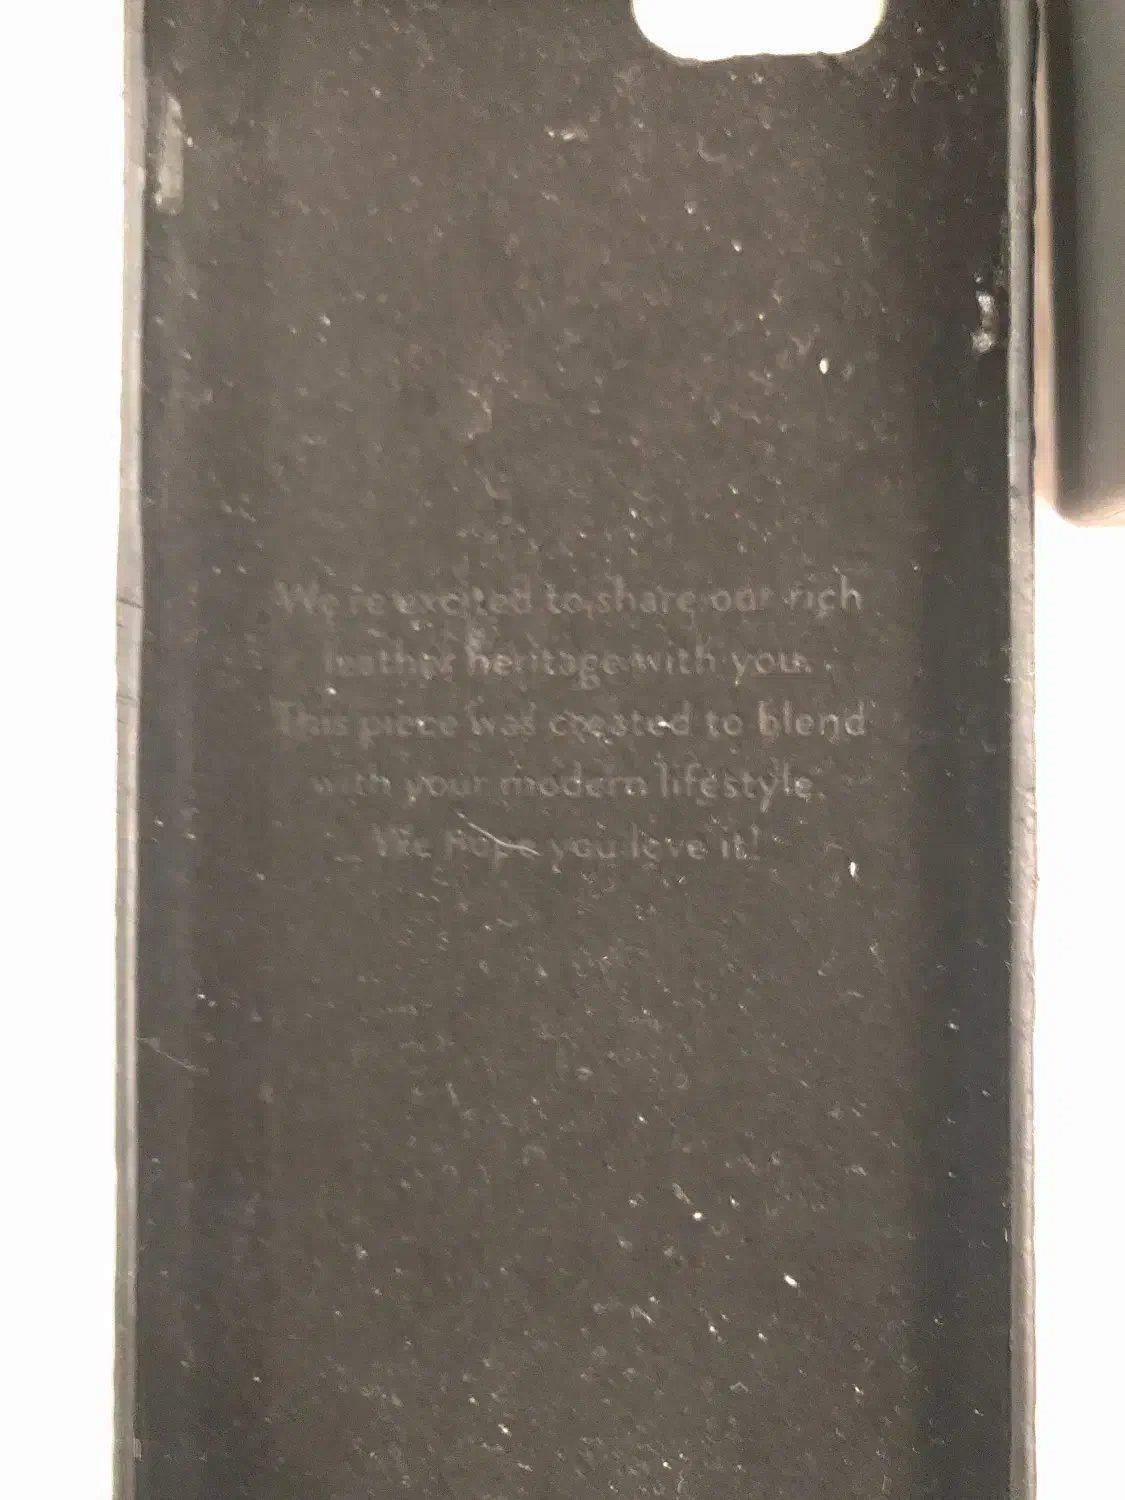 We're excited to share our rich
leather heritage with you.
This piece was created to blend
with your modern lifestyle.
We hope you love it!